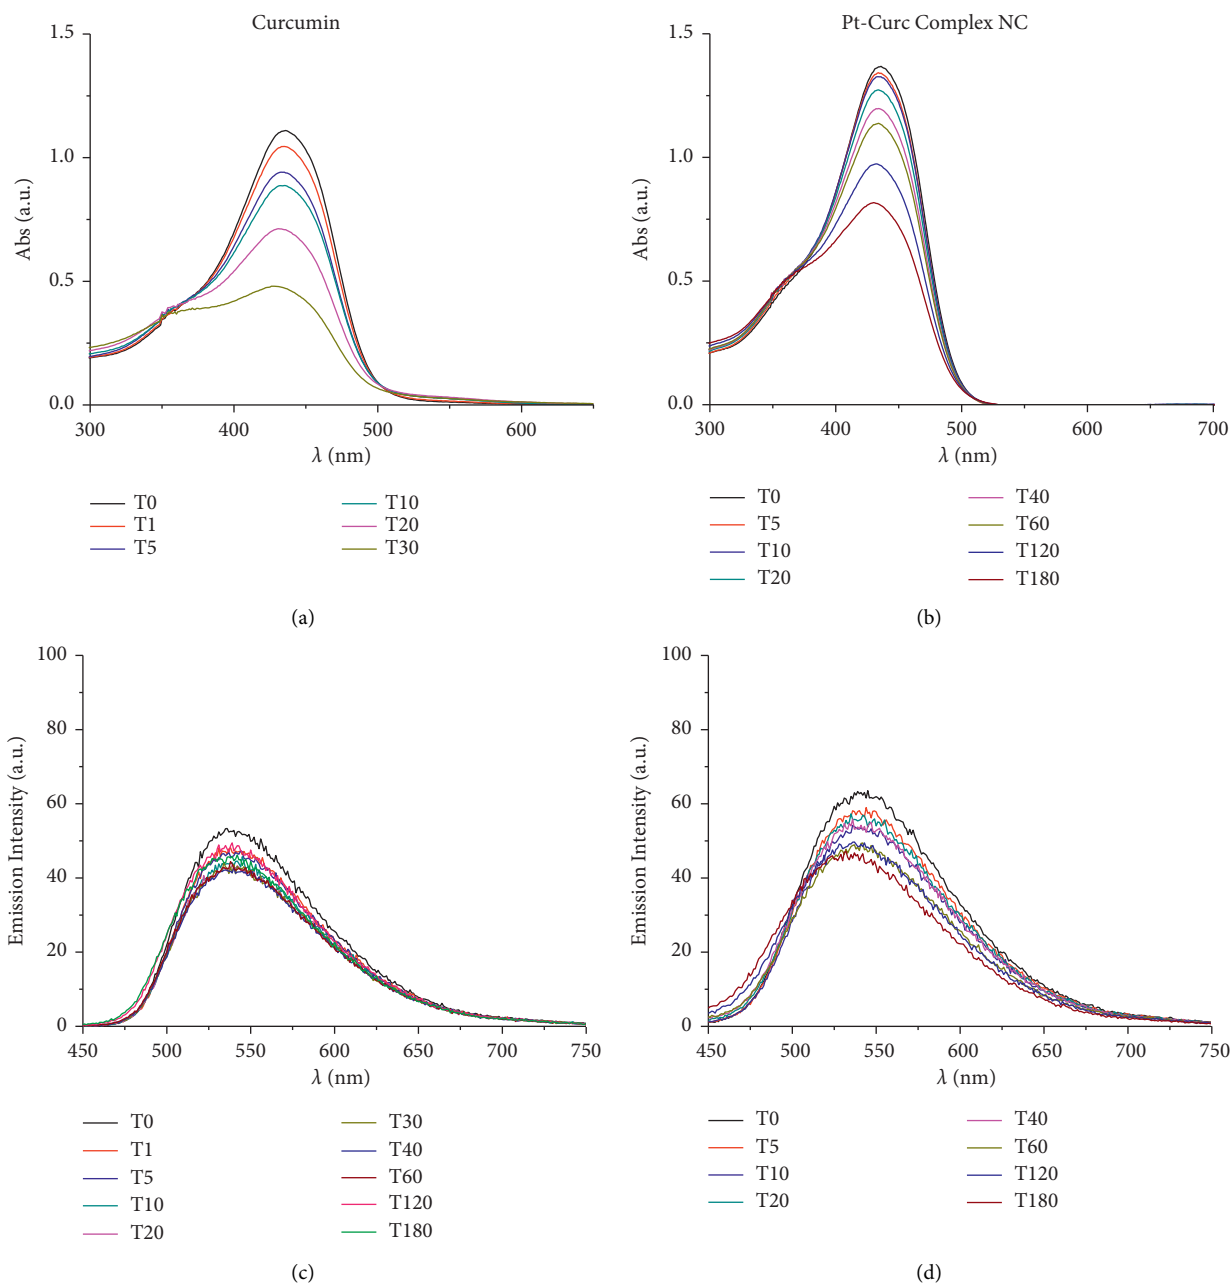 Curcumin
1.5
1.0
0.5
0.0
Abs (a.u.)
300 400 500 600
λ (nm)
T0
T1
T5
T10
T20
T30
(a)
Pt-Curc Complex NC
1.5
1.0
0.5
0.0
Abs (a.u.)
300 400 500 600 700
λ (nm)
T0
T5
T10
T20
T40
T60
T120
T180
(b)
100
80
60
40
20
0
Emission Intensity (a.u.)
450 500 550 600 650 700 750
λ (nm)
T0
T1
T5
T10
T20
T30
T40
T60
T120
T180
(c)
100
80
60
40
20
0
Emission Intensity (a.u.)
450 500 550 600 650 700 750
λ (nm)
T0
T5
T10
T20
T40
T60
T120
T180
(d)